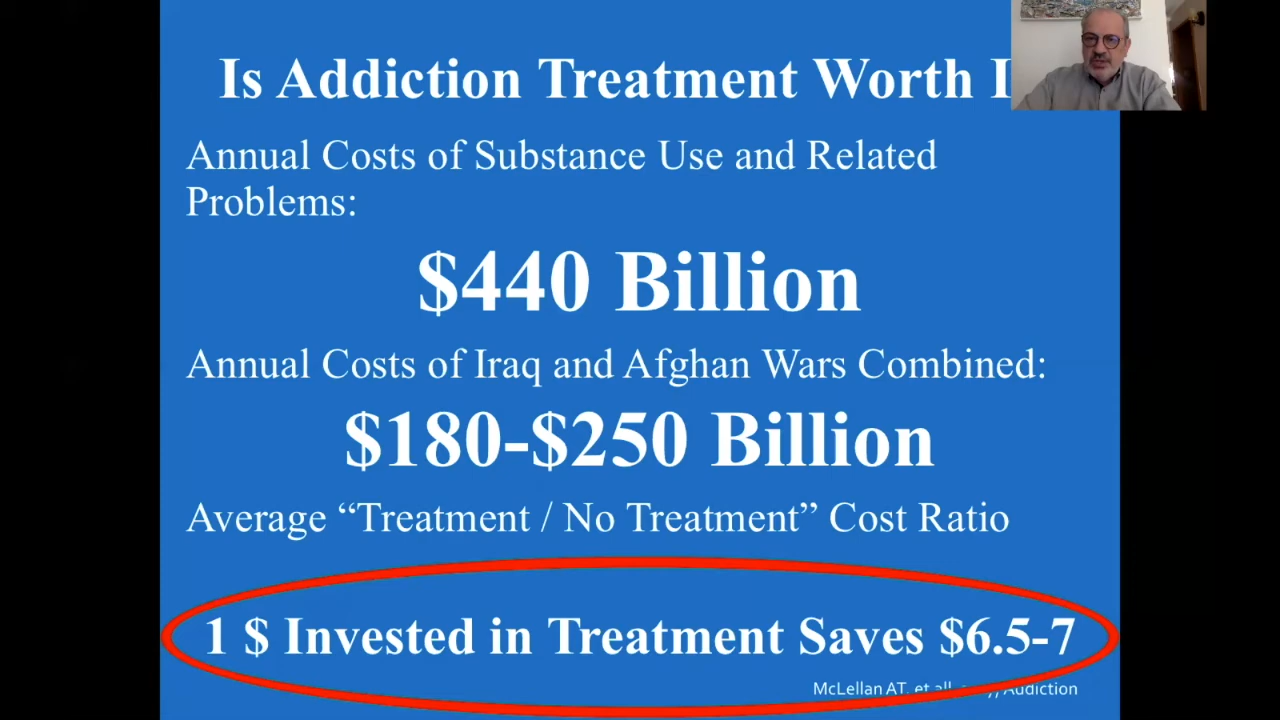 Is Addiction Treatment Worth I
Annual Costs of Substance Use and Related
Problems:
$440 Billion
Annual Costs of Iraq and Afghan Wars Combined:
$180-$250 Billion
Average “Treatment / No Treatment” Cost Ratio
1 $ Invested in Treatment Saves $6.5-7
McLellan AT, et all, Addiction